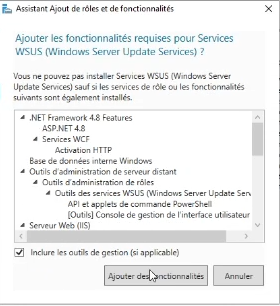 Assistant Ajout de rôles et de fonctionnalités
Ajouter les fonctionnalités requises pour Services
WSUS (Windows Server Update Services) ?
Vous ne pouvez pas installer Services WSUS (Windows Server
Update Services) sauf si les services de rôle ou les fonctionnalités
suivants sont également installés.
.NET Framework 4.8 Features
ASP.NET 4.8
Services WCF
Activation HTTP
Base de données interne Windows
Outils d'administration de serveur distant
Outils d'administration de rôles
Outils des services WSUS (Windows Update Serv
API et applets de commande PowerShell
[Outils] Console de gestion de l'interface utilisateur
Serveur Web (IIS)
Inclure les outils de gestion (si applicable)
Ajouter des fonctionnalités
Annuler